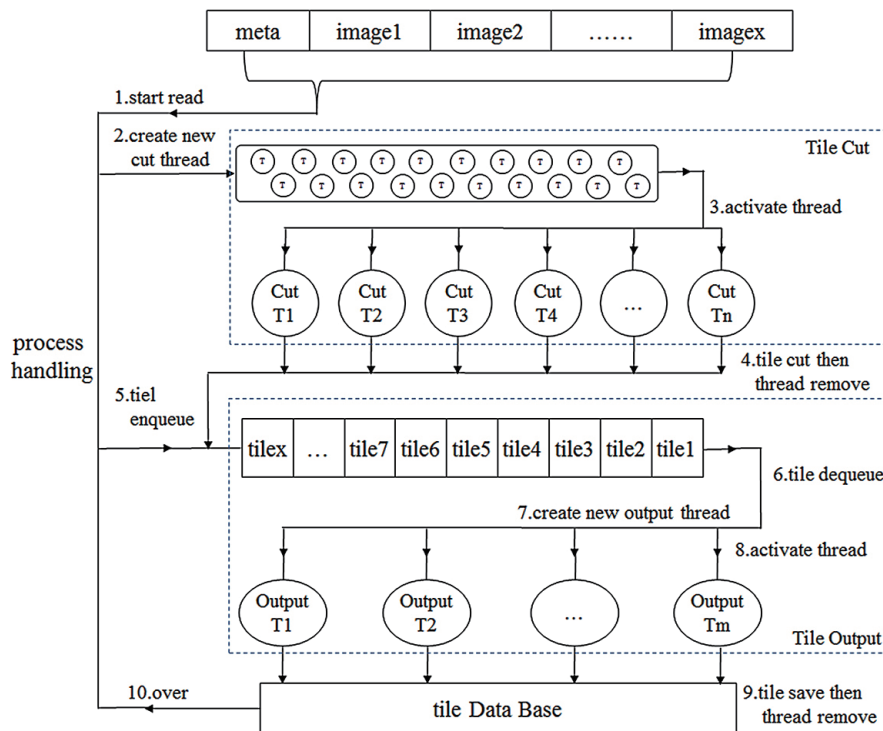 meta image1 image2 …… imagex
1.start read
2.create new
cut thread
Tile Cut
T T T T T T T T T T
T T T T T T T T T T
3.activate thread
Cut T1
Cut T2
Cut T3
Cut T4
…
Cut Tn
process
handling
4.tile cut then
thread remove
5.tiel
enqueue
tilex … tile7 tile6 tile5 tile4 tile3 tile2 tile1
6.tile dequeue
7.create new output thread
8.activate thread
Output T1
Output T2
…
Output Tm
Tile Output
10.over
tile Data Base
9.tile save then
thread remove